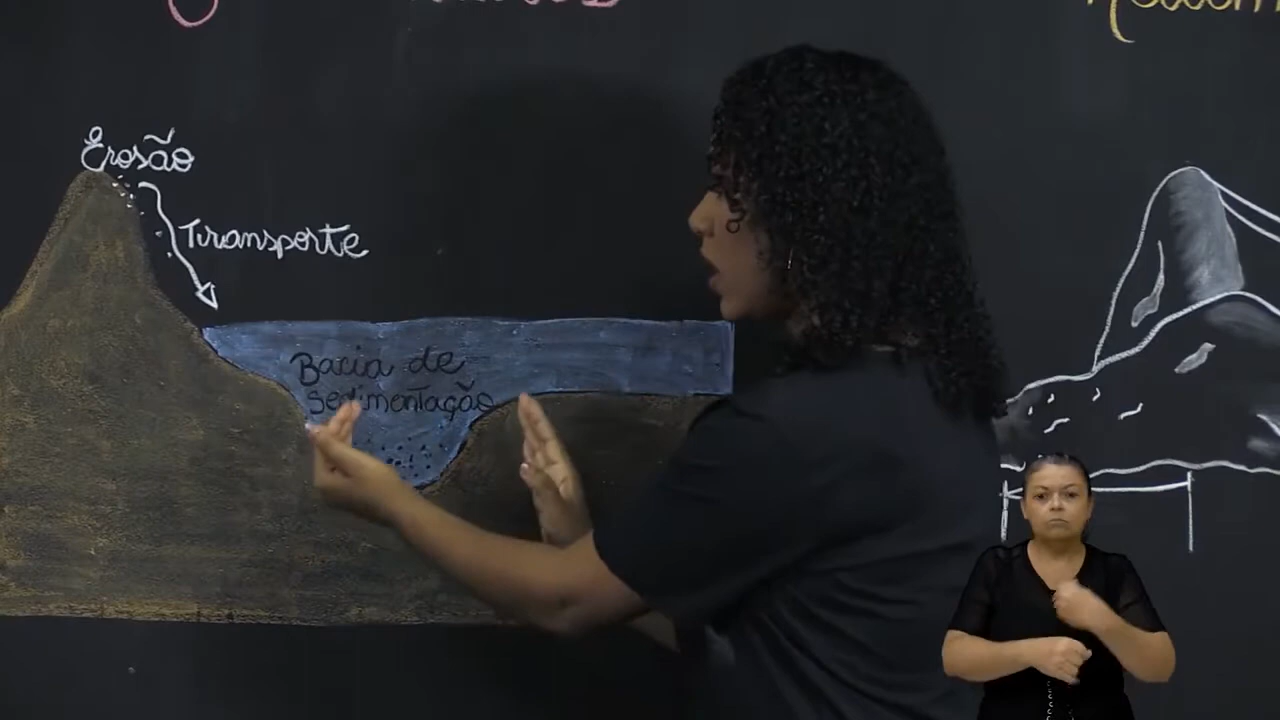 Erosão
Transporte
Bacia de
Sedimentação